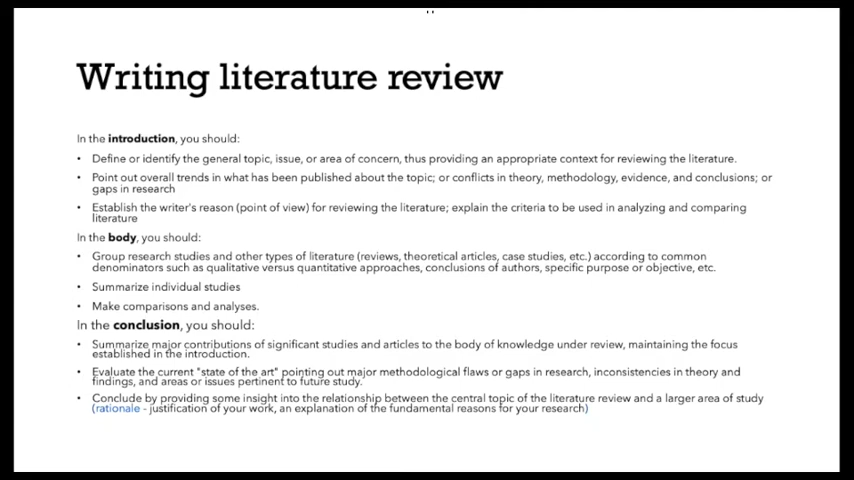 Writing literature review
In the introduction, you should:
• Define or identify the general topic, issue, or area of concern, thus providing an appropriate context for reviewing the literature.
• Point out overall trends in what has been published about the topic; or conflicts in theory, methodology, evidence, and conclusions; or
gaps in research
• Establish the writer's reason (point of view) for reviewing the literature; explain the criteria to be used in analyzing and comparing
literature
In the body, you should:
• Group research studies and other types of literature (reviews, theoretical articles, case studies, etc.) according to common
denominators such as qualitative versus quantitative approaches, conclusions of authors, specific purpose or objective, etc.
• Summarize individual studies
• Make comparisons and analyses.
In the conclusion, you should:
• Summarize major contributions of significant studies and articles to the body of knowledge under review, maintaining the focus
established in the introduction.
• Evaluate the current "state of the art" pointing out major methodological flaws or gaps in research, inconsistencies in theory and
findings, and areas or issues pertinent to future study.
• Conclude by providing some insight into the relationship between the central topic of the literature review and a larger area of study
(rationale - justification of your work, an explanation of the fundamental reasons for your research)